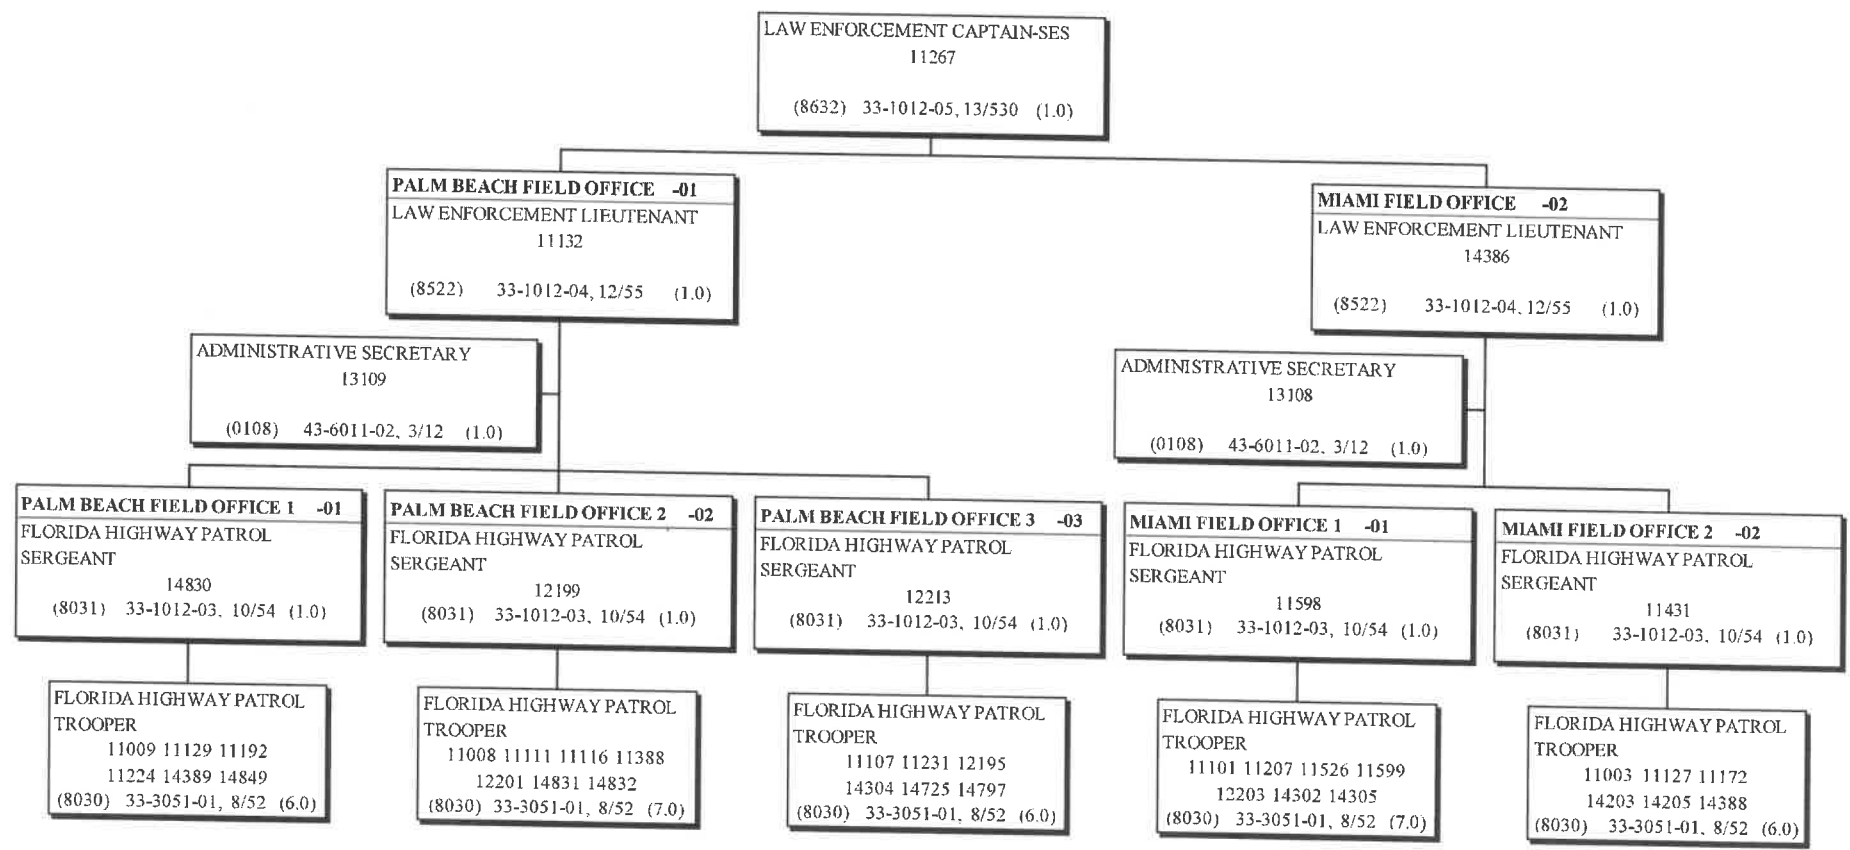 LAW ENFORCEMENT CAPTAIN-SES
11267
(8632) 33-1012-05, 13/530 (1.0)
PALM BEACH FIELD OFFICE -01
LAW ENFORCEMENT LIEUTENANT
11132
(8522) 33-1012-04, 12/55 (1.0)
MIAMI FIELD OFFICE -02
LAW ENFORCEMENT LIEUTENANT
14386
(8522) 33-1012-04, 12/55 (1.0)
ADMINISTRATIVE SECRETARY
13109
(0108) 43-6011-02, 3/12 (1.0)
ADMINISTRATIVE SECRETARY
13108
(0108) 43-6011-02, 3/12 (1.0)
PALM BEACH FIELD OFFICE 1 -01
FLORIDA HIGHWAY PATROL
SERGEANT
14830
(8031) 33-1012-03, 10/54 (1.0)
PALM BEACH FIELD OFFICE 2 -02
FLORIDA HIGHWAY PATROL
SERGEANT
12199
(8031) 33-1012-03, 10/54 (1.0)
PALM BEACH FIELD OFFICE 3 -03
FLORIDA HIGHWAY PATROL
SERGEANT
12213
(8031) 33-1012-03, 10/54 (1.0)
MIAMI FIELD OFFICE 1 -01
FLORIDA HIGHWAY PATROL
SERGEANT
11598
(8031) 33-1012-03, 10/54 (1.0)
MIAMI FIELD OFFICE 2 -02
FLORIDA HIGHWAY PATROL
SERGEANT
11431
(8031) 33-1012-03, 10/54 (1.0)
FLORIDA HIGHWAY PATROL
TROOPER
11009 11129 11192
11224 14389 14849
(8030) 33-3051-01, 8/52 (6.0)
FLORIDA HIGHWAY PATROL
TROOPER
11008 11111 11116 11388
12201 14831 14832
(8030) 33-3051-01, 8/52 (7.0)
FLORIDA HIGHWAY PATROL
TROOPER
11107 11231 12195
14304 14725 14797
(8030) 33-3051-01, 8/52 (6.0)
FLORIDA HIGHWAY PATROL
TROOPER
11101 11207 11526 11599
12203 14302 14305
(8030) 33-3051-01, 8/52 (7.0)
FLORIDA HIGHWAY PATROL
TROOPER
11003 11127 11172
14203 14205 14388
(8030) 33-3051-01, 8/52 (6.0)